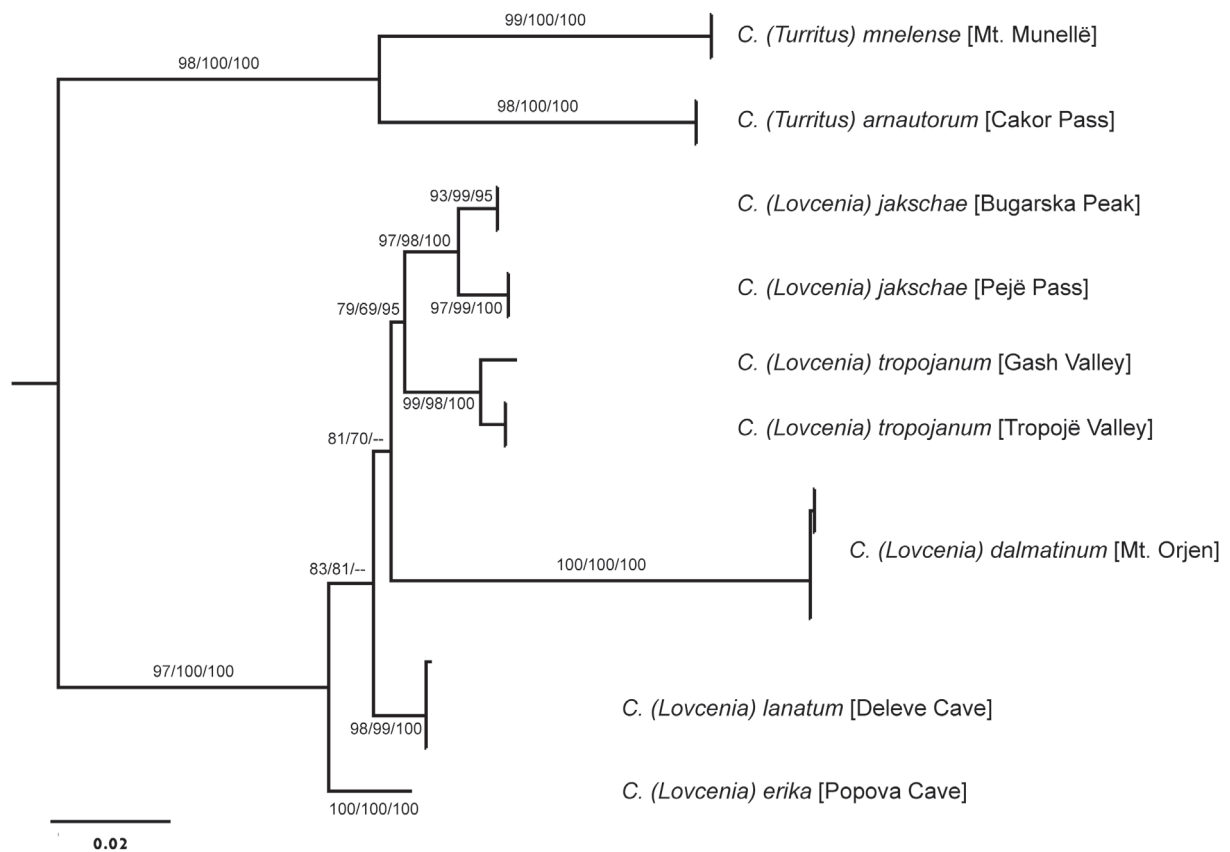 99/100/100
C. (Turritus) mnelense [Mt. Munellë]
98/100/100
98/100/100
C. (Turritus) arnautorum [Cakor Pass]
93/99/95
C. (Lovcenia) jakschae [Bugarska Peak]
97/98/100
C. (Lovcenia) jakschae [Pejë Pass]
97/99/100
79/69/95
C. (Lovcenia) tropojanum [Gash Valley]
99/98/100
C. (Lovcenia) tropojanum [Tropojë Valley]
81/70/--
C. (Lovcenia) dalmatinum [Mt. Orjen]
100/100/100
83/81/--
97/100/100
C. (Lovcenia) lanatum [Deleve Cave]
98/99/100
C. (Lovcenia) erika [Popova Cave]
100/100/100
0.02